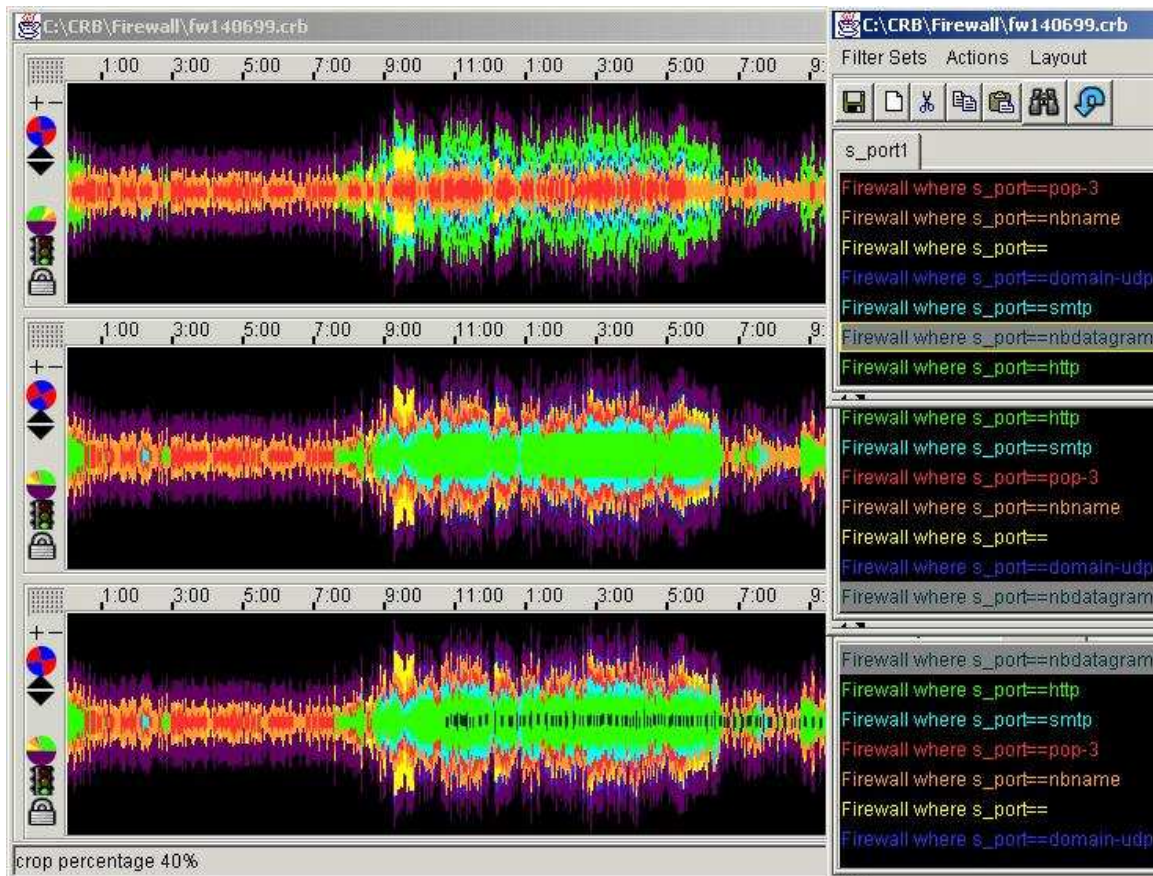 C:\CRB\Firewall\fw140699.crb
1:00 3:00 5:00 7:00 9:00 11:00 1:00 3:00 5:00 7:00 9:
+ -
1:00 3:00 5:00 7:00 9:00 11:00 1:00 3:00 5:00 7:00 9:
+ -
1:00 3:00 5:00 7:00 9:00 11:00 1:00 3:00 5:00 7:00 9:
+ -
crop percentage 40%
C:\CRB\Firewall\fw140699.crb
Filter Sets Actions Layout
s_port1
Firewall where s_port==pop-3
Firewall where s_port==nbname
Firewall where s_port==
Firewall where s_port==domain-udp
Firewall where s_port==smtp
Firewall where s_port==nbdatagram
Firewall where s_port==http
Firewall where s_port==http
Firewall where s_port==smtp
Firewall where s_port==pop-3
Firewall where s_port==nbname
Firewall where s_port==
Firewall where s_port==domain-udp
Firewall where s_port==nbdatagram
Firewall where s_port==nbdatagram
Firewall where s_port==http
Firewall where s_port==smtp
Firewall where s_port==pop-3
Firewall where s_port==nbname
Firewall where s_port==
Firewall where s_port==domain-udp